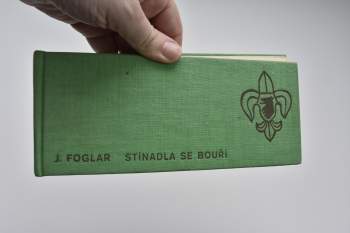 J. FOGLAR STÍNADLA SE BOUŘÍ